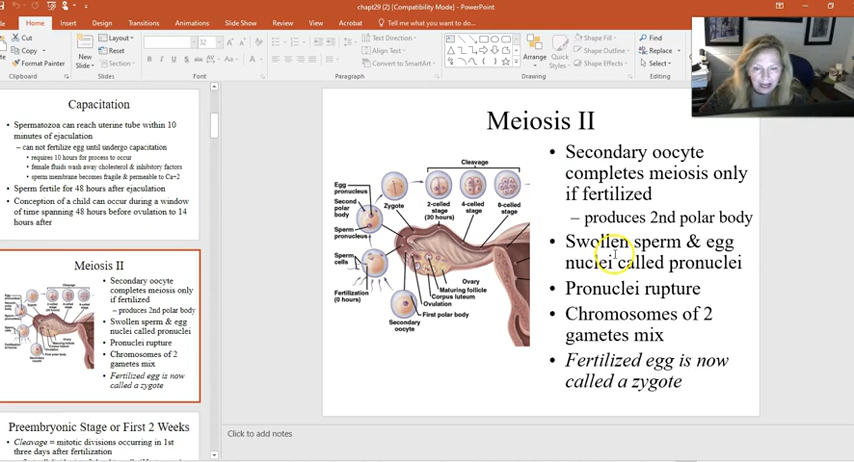 chapt29 (2) [Compatibility Mode] - PowerPoint
Home Insert Design Transitions Animations Slide Show Review View Acrobat Tell me what you want to do
Cut
Copy
Format Painter
Clipboard
New
Slide
Layout
Reset
Section
Slides
32
Font
Text Direction
Align Text
Convert to SmartArt
Paragraph
Arrange
Quick
Styles
Shape Fill
Shape Outline
Shape Effects
Drawing
Find
Replace
Select
Editing
Capacitation
• Spermatozoa can reach uterine tube within 10
minutes of ejaculation
– can not fertilize egg until undergo capacitation
• requires 10 hours for process to occur
• female fluids wash away cholesterol & inhibitory factors
• sperm membrane becomes fragile & permeable to Ca+2
• Sperm fertile for 48 hours after ejaculation
• Conception of a child can occur during a
window of time spanning 48 hours before ovulation to 14
hours after
Meiosis II
• Secondary oocyte
completes meiosis only
if fertilized
– produces 2nd polar body
• Swollen sperm & egg
nuclei called pronuclei
• Pronuclei rupture
• Chromosomes of 2
gametes mix
• Fertilized egg is now
called a zygote
Preembryonic Stage or First 2 Weeks
• Cleavage = mitotic divisions occurring in 1st
three days after fertilization
Meiosis II
Cleavage
Egg
pronucleus
Second
polar
body
Sperm
pronucleus
Sperm
cells
Fertilization
(0 hours)
Zygote
2-celled
stage
(30 hours)
4-celled
stage
8-celled
stage
Ovary
Maturing follicle
Corpus luteum
Ovulation
First polar body
Secondary
oocyte
• Secondary oocyte
completes meiosis only
if fertilized
– produces 2nd polar body
• Swollen sperm & egg
nuclei called pronuclei
• Pronuclei rupture
• Chromosomes of 2
gametes mix
• Fertilized egg is now
called a zygote
Click to add notes